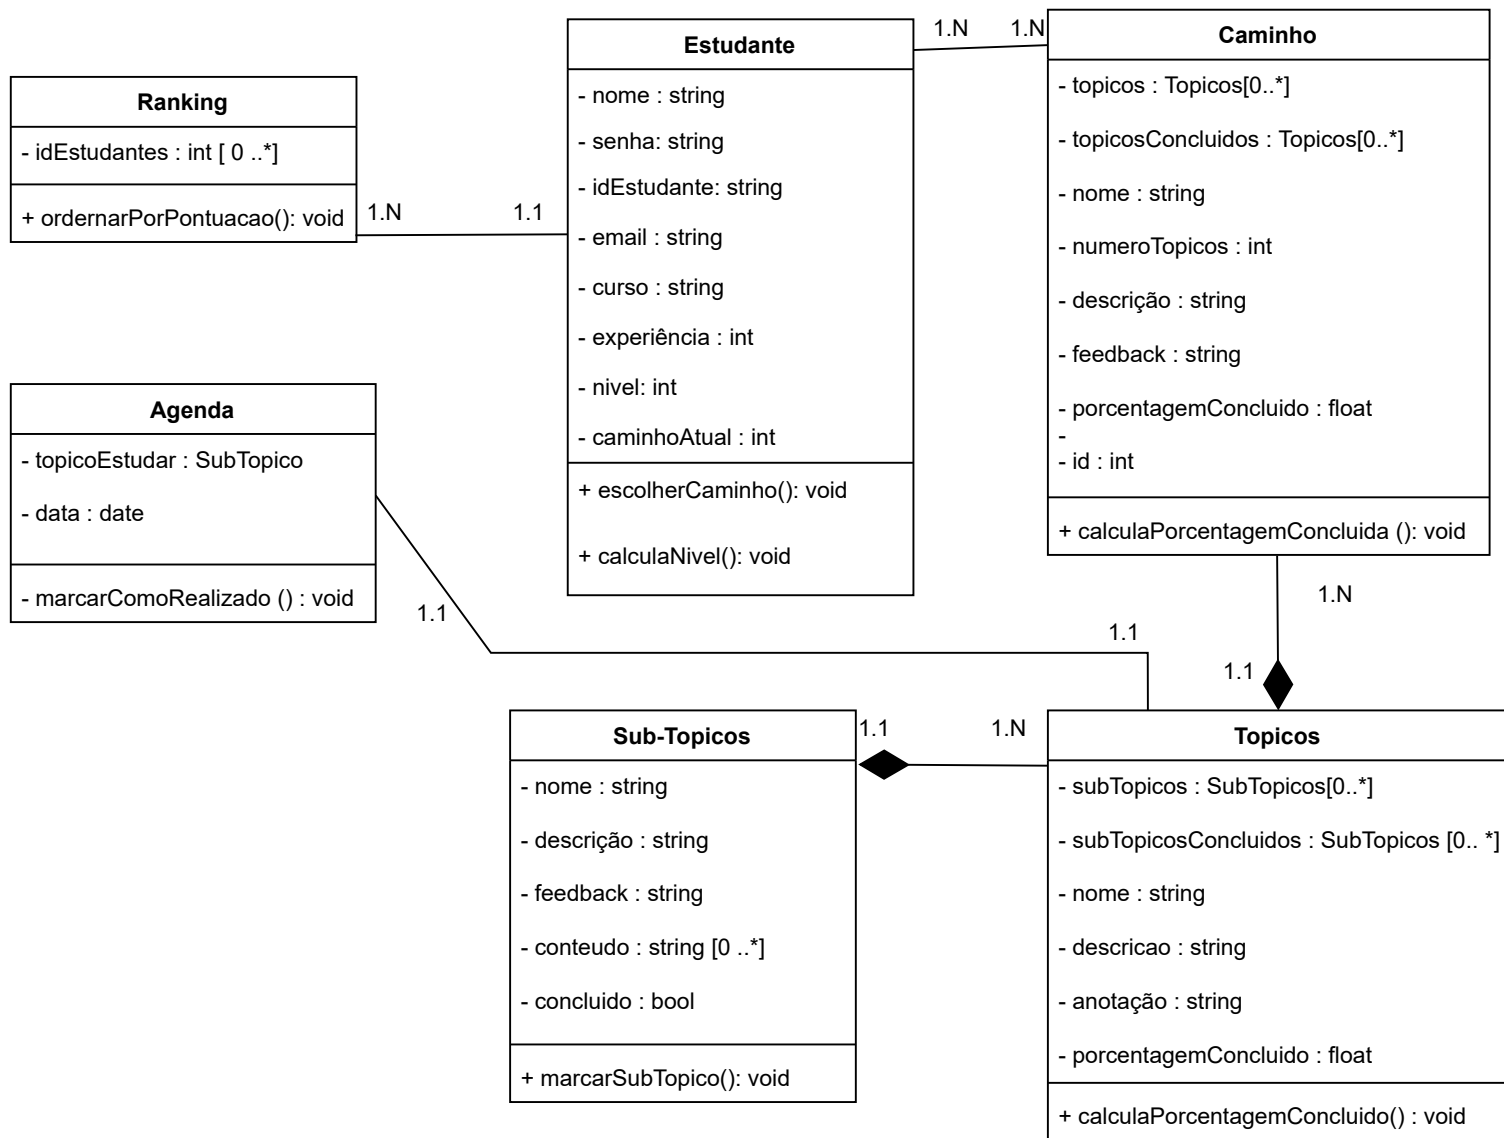 Ranking
- idEstudantes : int [ 0 ..*]
+ ordernarPorPontuacao(): void
1.N
1.1
Estudante
- nome : string
- senha: string
- idEstudante: string
- email : string
- curso : string
- experiência : int
- nivel: int
- caminhoAtual : int
+ escolherCaminho(): void
+ calculaNivel(): void
1.N
1.N
Caminho
- topicos : Topicos[0..*]
- topicosConcluidos : Topicos[0..*]
- nome : string
- numeroTopicos : int
- descrição : string
- feedback : string
- porcentagemConcluido : float
-
- id : int
+ calculaPorcentagemConcluida (): void
Agenda
- topicoEstudar : SubTopico
- data : date
- marcarComoRealizado () : void
1.1
1.1
1.N
1.1
Sub-Topicos
- nome : string
- descrição : string
- feedback : string
- conteudo : string [0 ..*]
- concluido : bool
+ marcarSubTopico(): void
1.1
1.N
Topicos
- subTopicos : SubTopicos[0..*]
- subTopicosConcluidos : SubTopicos [0.. *]
- nome : string
- descricao : string
- anotação : string
- porcentagemConcluido : float
+ calculaPorcentagemConcluido() : void